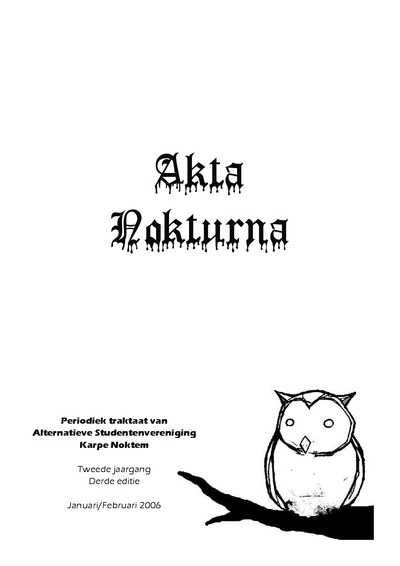 Akta
Nokturna
Periodiek traktaat van
Alternatieve Studentenvereniging
Karpe Noktem
Tweede jaargang
Derde editie
Januari/Februari 2006